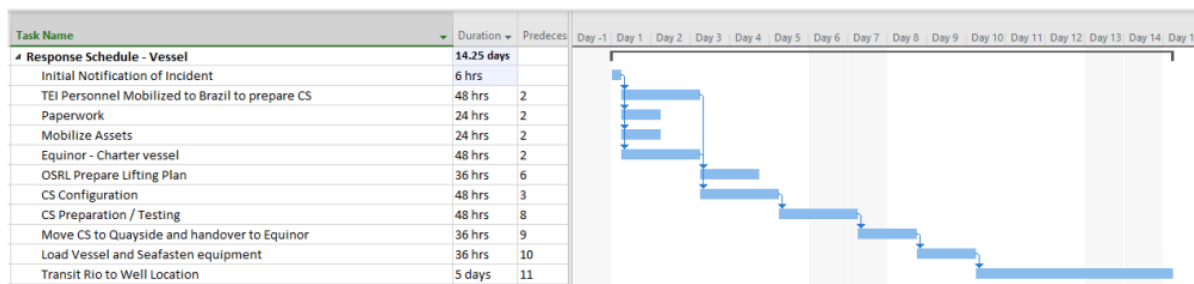 Task Name Duration Predeces Day -1 Day 1 Day 2 Day 3 Day 4 Day 5 Day 6 Day 7 Day 8 Day 9 Day 10 Day 11 Day 12 Day 13 Day 14 Day 1
Response Schedule - Vessel 14.25 days
Initial Notification of Incident 6 hrs
TEI Personnel Mobilized to Brazil to prepare CS 48 hrs 2
Paperwork 24 hrs 2
Mobilize Assets 24 hrs 2
Equinor - Charter vessel 48 hrs 2
OSRL Prepare Lifting Plan 36 hrs 6
CS Configuration 48 hrs 3
CS Preparation / Testing 48 hrs 8
Move CS to Quayside and handover to Equinor 36 hrs 9
Load Vessel and Seafasten equipment 36 hrs 10
Transit Rio to Well Location 5 days 11